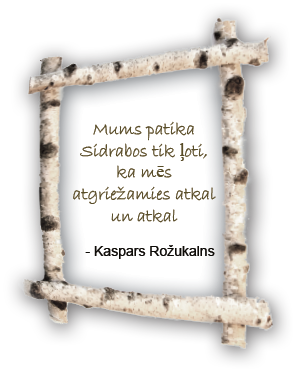 Mums patika
Sidrabos tik ļoti,
ka mēs
atgriežamies atkal
un atkal
- Kaspars Rožukalns